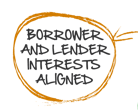 BORROWER
AND LENDER
INTERESTS
ALIGNED